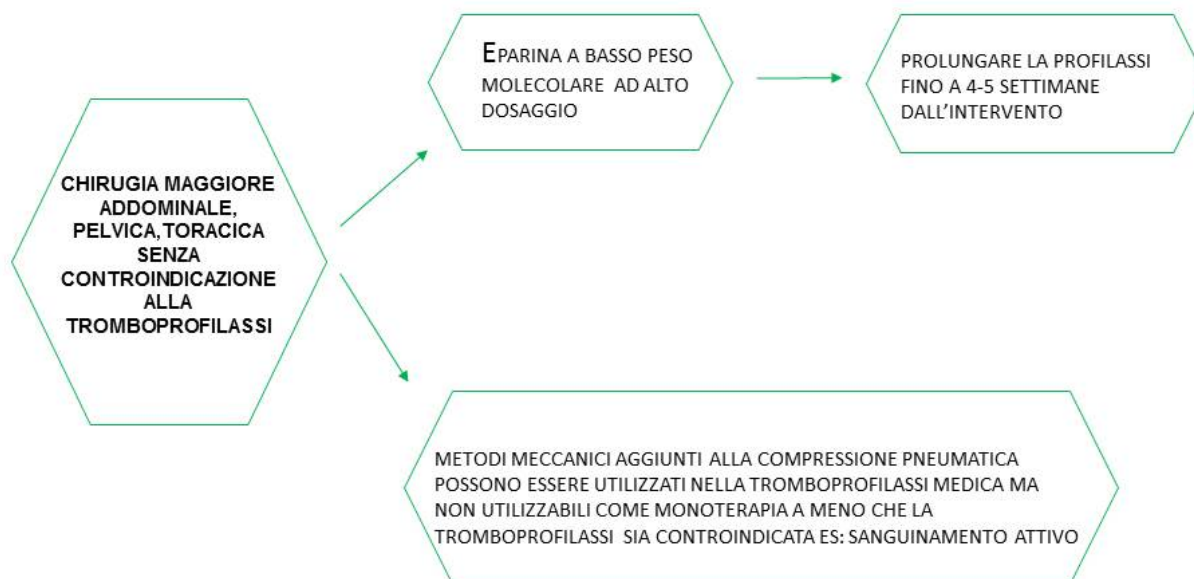 CHIRUGIA MAGGIORE
ADDOMINALE,
PELVICA,TORACICA
SENZA
CONTROINDICAZIONE
ALLA
TROMBOPROFILASSI
EPARINA A BASSO PESO
MOLECOLARE AD ALTO
DOSAGGIO
PROLUNGARE LA PROFILASSI
FINO A 4-5 SETTIMANE
DALL'INTERVENTO
METODI MECCANICI AGGIUNTI ALLA COMPRESSIONE PNEUMATICA
POSSONO ESSERE UTILIZZATI NELLA TROMBOPROFILASSI MEDICA MA
NON UTILIZZABILI COME MONOTERAPIA A MENO CHE LA
TROMBOPROFILASSI SIA CONTROINDICATA ES: SANGUINAMENTO ATTIVO